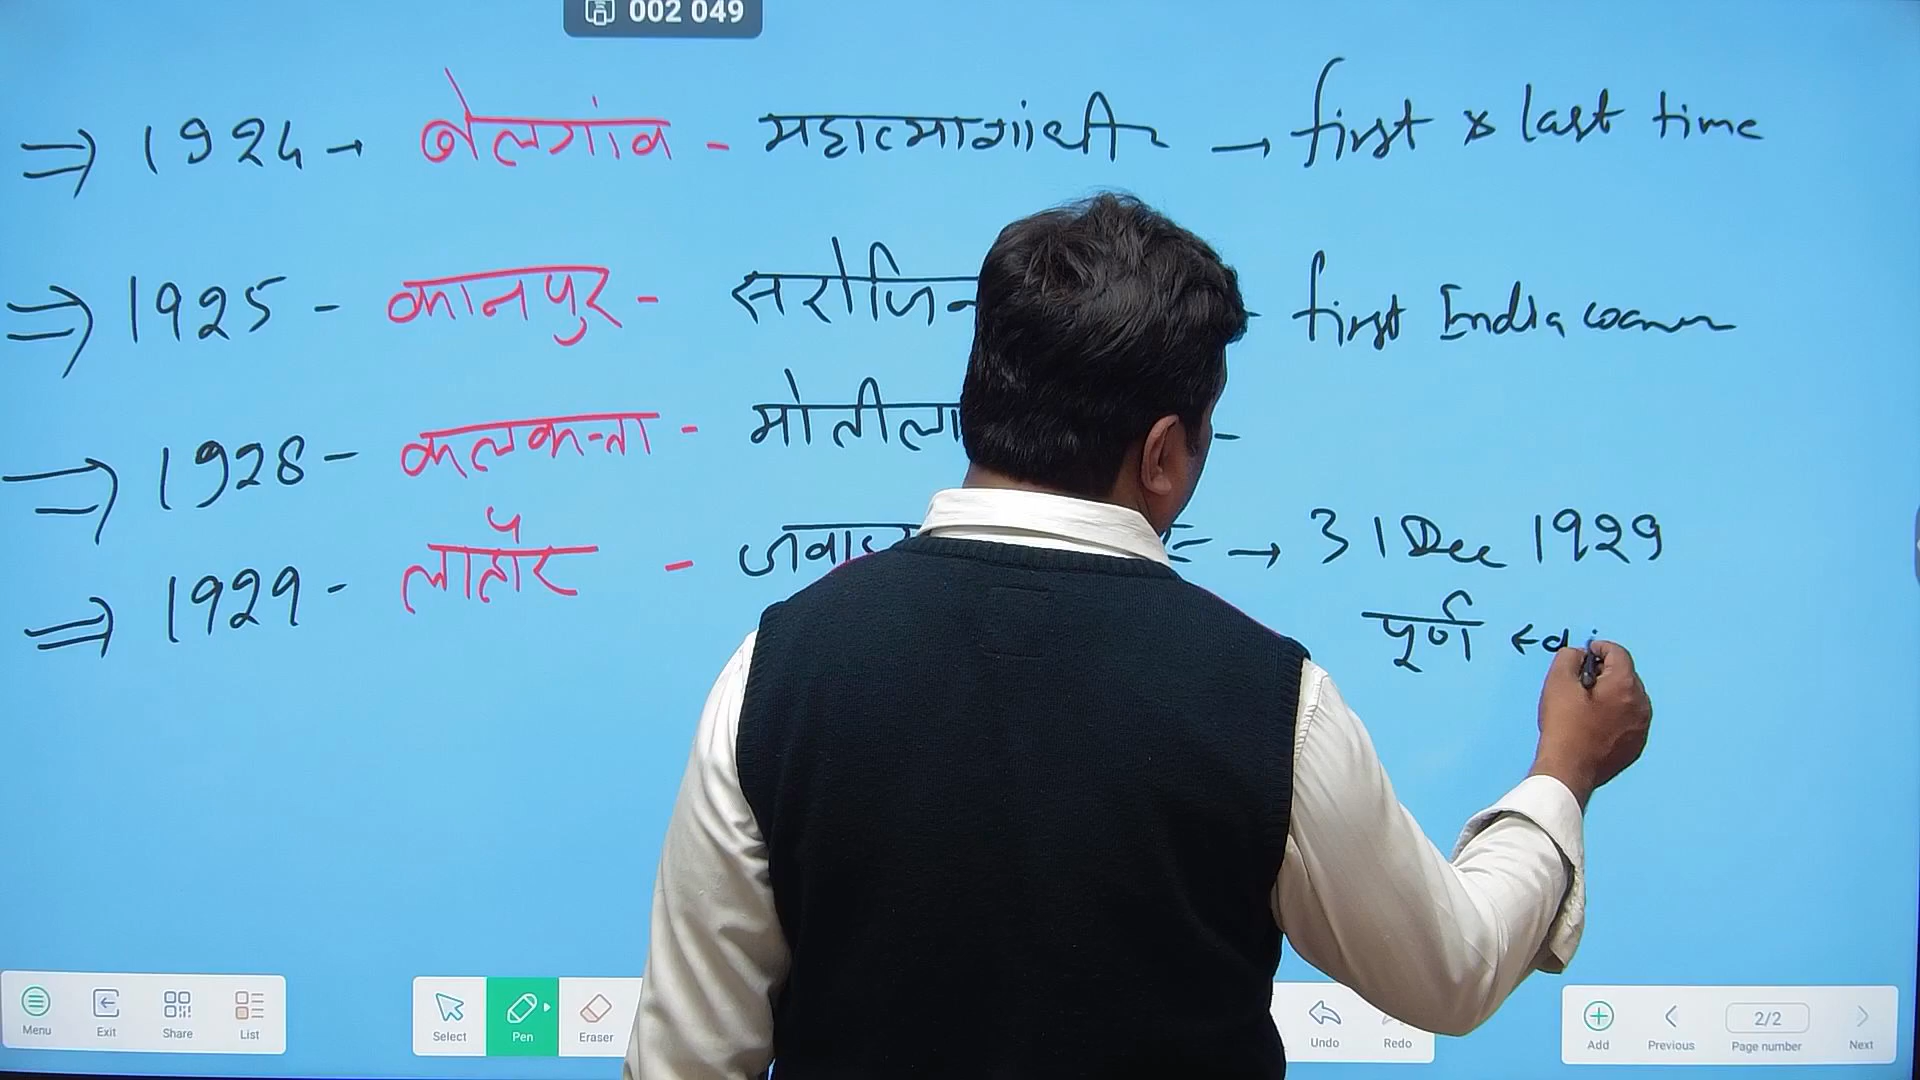 002 049
⇒ 1924 → बेलगांव - महात्मा गांधी → first & last time
⇒ 1925 - कानपुर - सरोजि - first India
⇒ 1928 - कलकत्ता - मोतीला -
⇒ 1929 - लाहौर - जवाह → 31 Dec 1929
पूर्ण
Menu Exit Share List Select Pen Eraser Undo Redo Add Previous 2/2 Page number Next